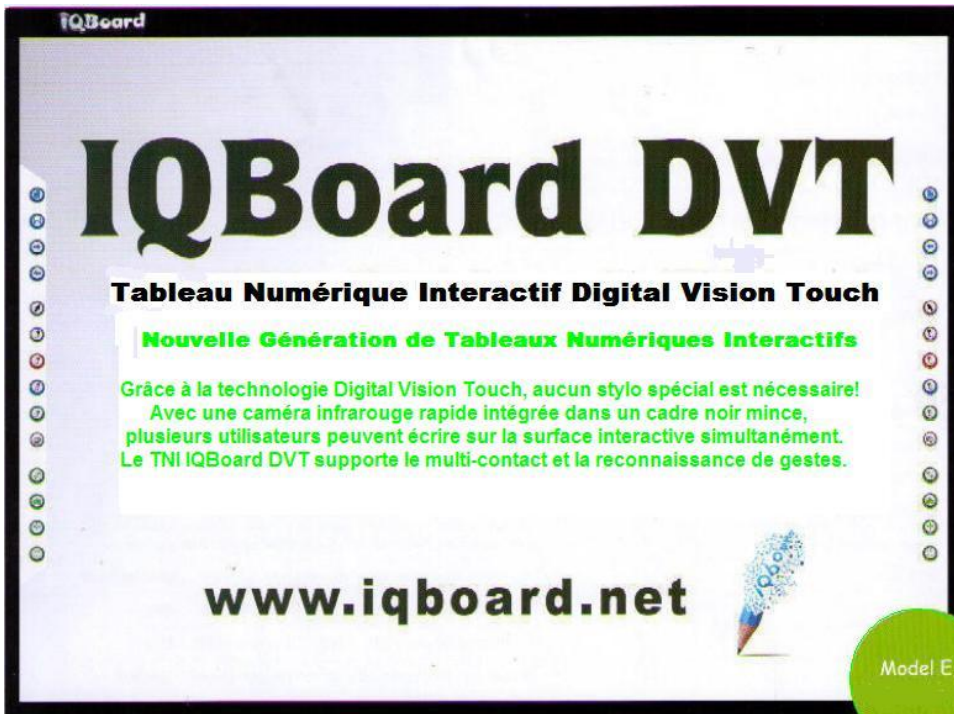 iQBoard
IQBoard DVT
Tableau Numérique Interactif Digital Vision Touch
Nouvelle Génération de Tableaux Numériques Interactifs
Grâce à la technologie Digital Vision Touch, aucun stylo spécial est nécessaire!
Avec une caméra infrarouge rapide intégrée dans un cadre noir mince,
plusieurs utilisateurs peuvent écrire sur la surface interactive simultanément.
Le TNI IQBoard DVT supporte le multi-contact et la reconnaissance de gestes.
www.iqboard.net
Model E